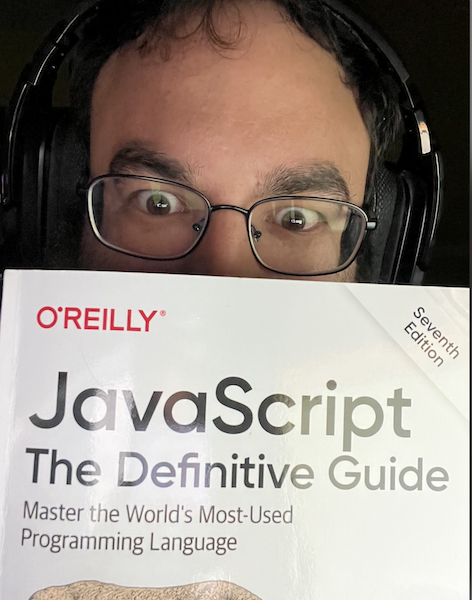 O'REILLY®
Seventh
Edition
JavaScript
The Definitive Guide
Master the World's Most-Used
Programming Language